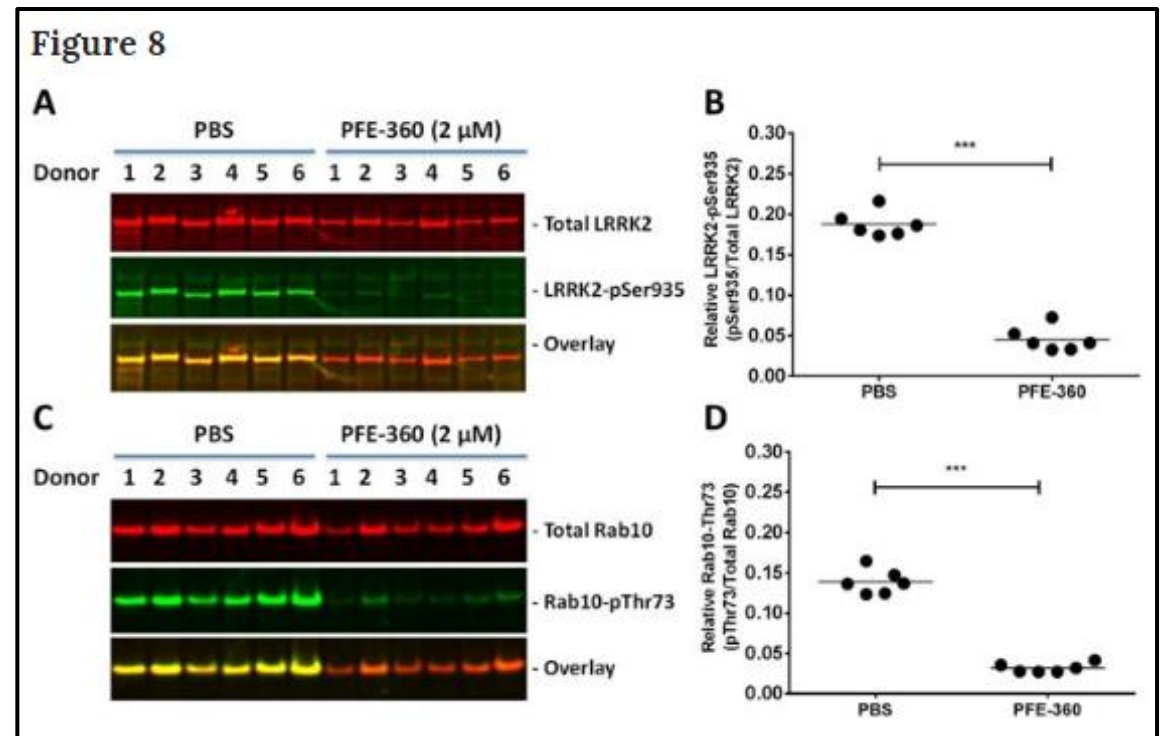 Figure 8
A
PBS PFE-360 (2 µM)
Donor 1 2 3 4 5 6 1 2 3 4 5 6
- Total LRRK2
- LRRK2-pSer935
- Overlay
B
Relative LRRK2-pSer935
(pSer935/Total LRRK2)
0.30
0.25
0.20
0.15
0.10
0.05
0.00
***
PBS PFE-360
C
PBS PFE-360 (2 µM)
Donor 1 2 3 4 5 6 1 2 3 4 5 6
- Total Rab10
- Rab10-pThr73
- Overlay
D
Relative Rab10-Thr73
(pThr73/Total Rab10)
0.30
0.25
0.20
0.15
0.10
0.05
0.00
***
PBS PFE-360